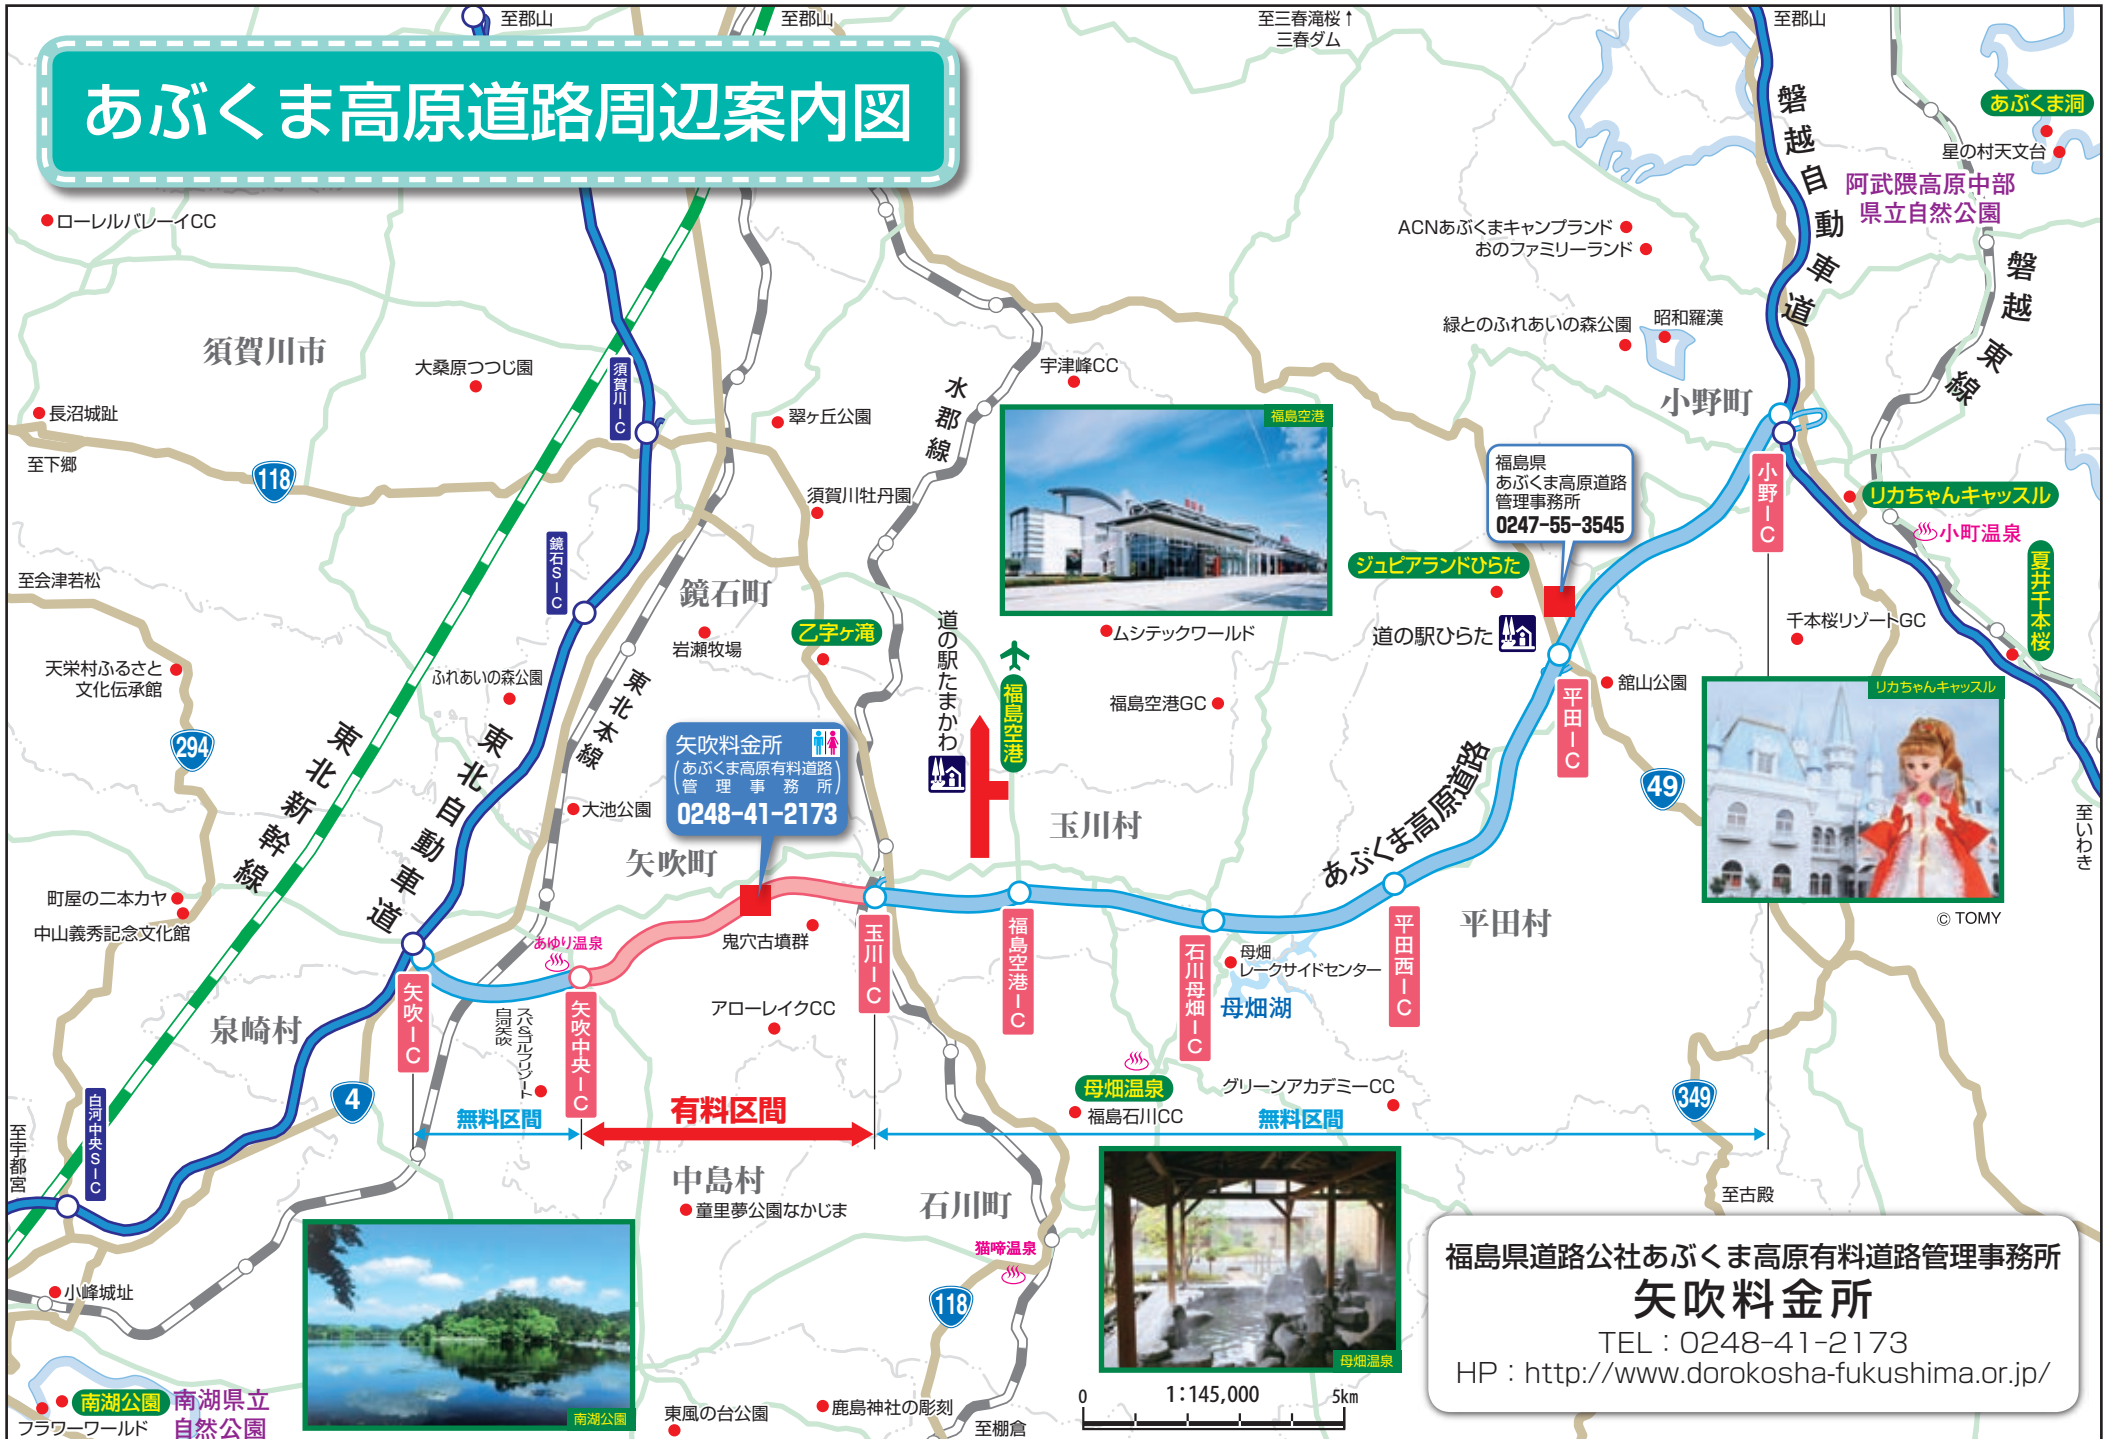 あぶくま高原道路周辺案内図
至郡山
至郡山
至三春滝桜↑
三春ダム
至郡山
磐越自動車道
あぶくま洞
星の村天文台
阿武隈高原中部
県立自然公園
磐越東線
ローレルバレーイCC
ACNあぶくまキャンプランド
おのファミリーランド
緑とのふれあいの森公園
昭和羅漢
小野町
須賀川市
大桑原つつじ園
須賀川IC
長沼城趾
至下郷
118
翠ヶ丘公園
水郡線
宇津峰CC
福島空港
須賀川牡丹園
福島県
あぶくま高原道路
管理事務所
0247-55-3545
小野IC
リカちゃんキャッスル
小町温泉
夏井千本桜
至会津若松
鏡石SIC
鏡石町
岩瀬牧場
乙字ヶ滝
道の駅たまかわ
福島空港
ムシテックワールド
福島空港GC
ジュピアランドひらた
道の駅ひらた
平田IC
舘山公園
千本桜リゾートGC
リカちゃんキャッスル
© TOMY
至いわき
49
天栄村ふるさと
文化伝承館
ふれあいの森公園
294
東北新幹線
東北自動車道
東北本線
矢吹料金所
(あぶくま高原有料道路
管理事務所)
0248-41-2173
大池公園
矢吹町
玉川村
あぶくま高原道路
平田村
町屋の二本カヤ
中山義秀記念文化館
あゆり温泉
鬼穴古墳群
アローレイクCC
矢吹IC
矢吹中央IC
玉川IC
福島空港IC
石川母畑IC
平田西IC
母畑
レークサイドセンター
母畑湖
泉崎村
スパ&ゴルフリゾート
白河矢吹
4
母畑温泉
福島石川CC
グリーンアカデミーCC
349
無料区間
有料区間
無料区間
白河中央SIC
至宇都宮
中島村
童里夢公園なかじま
石川町
猫啼温泉
118
至古殿
小峰城址
南湖公園
南湖県立
自然公園
フラワーワールド
南湖公園
東風の台公園
鹿島神社の彫刻
至棚倉
母畑温泉
0
1:145,000
5km
福島県道路公社あぶくま高原有料道路管理事務所
矢吹料金所
TEL:0248-41-2173
HP:http://www.dorokosha-fukushima.or.jp/